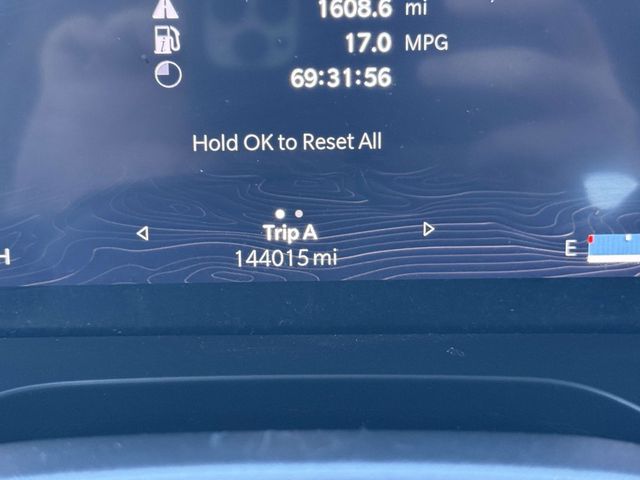 1608.6 mi
17.0 MPG
69:31:56
Hold OK to Reset All
Trip A
144015 mi
H
E